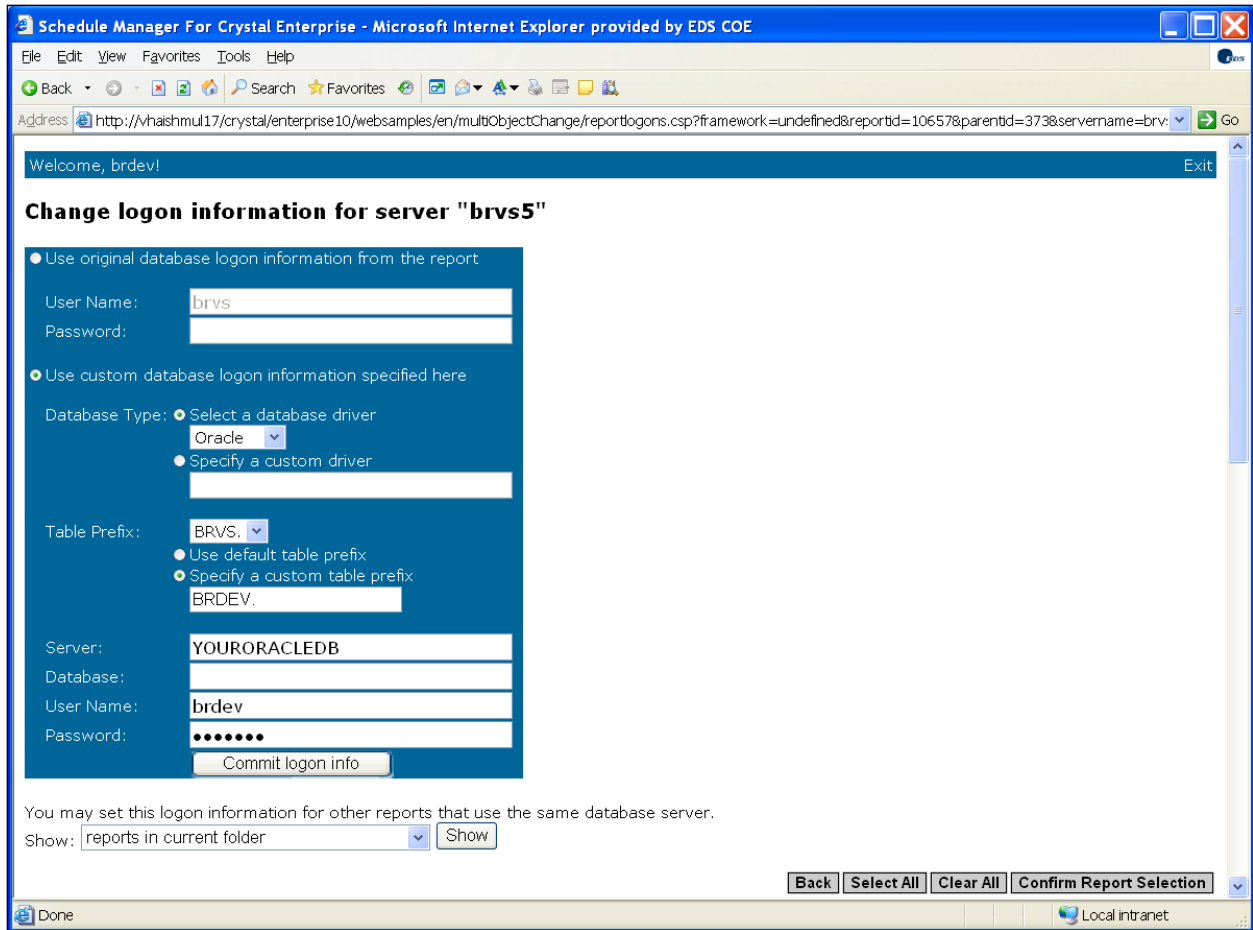 Schedule Manager For Crystal Enterprise - Microsoft Internet Explorer provided by EDS COE
File Edit View Favorites Tools Help
EDS
Back Search Favorites
Address http://vhaishmul17/crystal/enterprise10/websamples/en/multiObjectChange/reportlogons.csp?framework=undefined&reportid=10657&parentid=373&servername=brv Go
Welcome, brdev! Exit
Change logon information for server "brvs5"
Use original database logon information from the report
User Name: brvs
Password:
Use custom database logon information specified here
Database Type: Select a database driver
Oracle
Specify a custom driver
Table Prefix: BRVS.
Use default table prefix
Specify a custom table prefix
BRDEV.
Server: YOURORACLEDB
Database:
User Name: brdev
Password: •••••••
Commit logon info
You may set this logon information for other reports that use the same database server.
Show: reports in current folder Show
Back Select All Clear All Confirm Report Selection
Done Local intranet